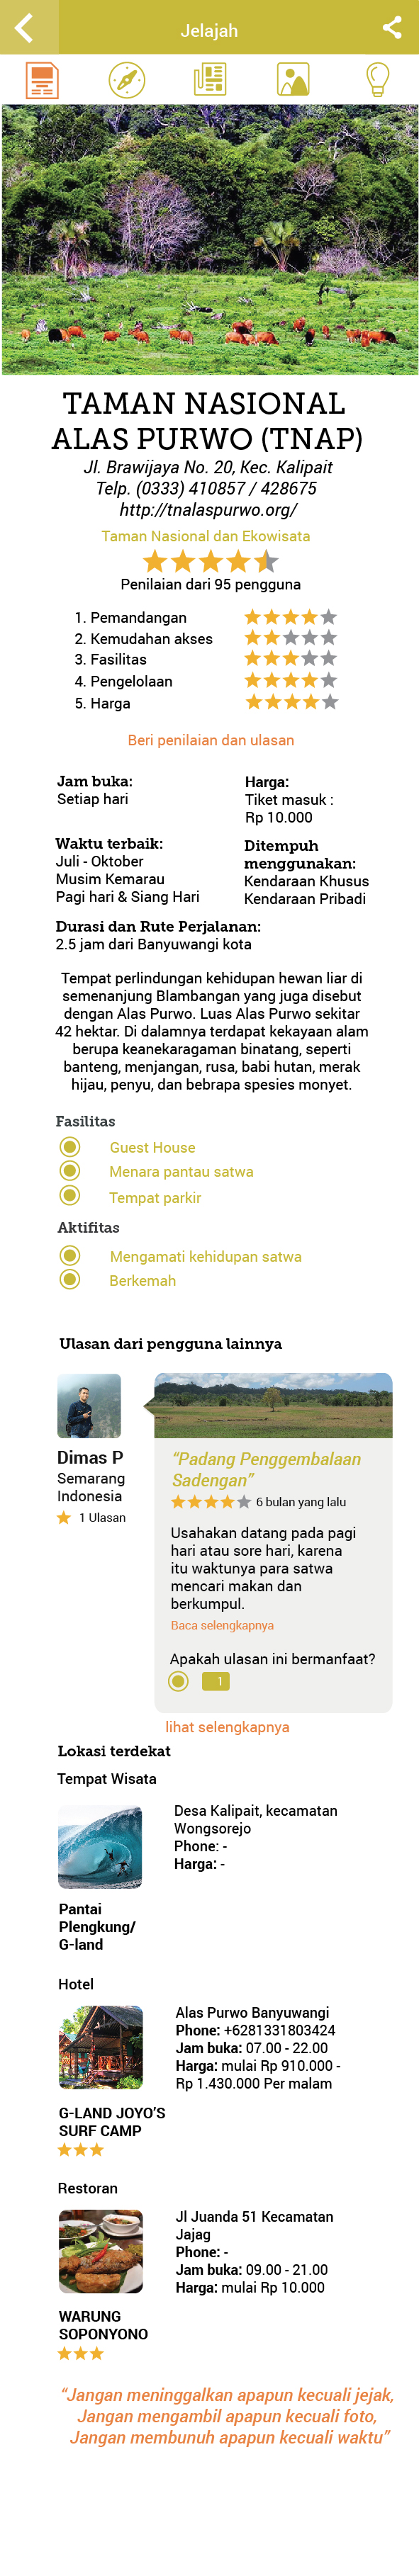 Jelajah
TAMAN NASIONAL
ALAS PURWO (TNAP)
Jl. Brawijaya No. 20, Kec. Kalipait
Telp. (0333) 410857 / 428675
http://tnalaspurwo.org/
Taman Nasional dan Ekowisata
Penilaian dari 95 pengguna
1. Pemandangan
2. Kemudahan akses
3. Fasilitas
4. Pengelolaan
5. Harga
Beri penilaian dan ulasan
Jam buka:
Setiap hari
Harga:
Tiket masuk :
Rp 10.000
Waktu terbaik:
Juli - Oktober
Musim Kemarau
Pagi hari & Siang Hari
Ditempuh
menggunakan:
Kendaraan Khusus
Kendaraan Pribadi
Durasi dan Rute Perjalanan:
2.5 jam dari Banyuwangi kota
Tempat perlindungan kehidupan hewan liar di
semenanjung Blambangan yang juga disebut
dengan Alas Purwo. Luas Alas Purwo sekitar
42 hektar. Di dalamnya terdapat kekayaan alam
berupa keanekaragaman binatang, seperti
banteng, menjangan, rusa, babi hutan, merak
hijau, penyu, dan bebrapa spesies monyet.
Fasilitas
Guest House
Menara pantau satwa
Tempat parkir
Aktifitas
Mengamati kehidupan satwa
Berkemah
Ulasan dari pengguna lainnya
Dimas P
Semarang
Indonesia
1 Ulasan
“Padang Penggembalaan
Sadengan”
6 bulan yang lalu
Usahakan datang pada pagi
hari atau sore hari, karena
itu waktunya para satwa
mencari makan dan
berkumpul.
Baca selengkapnya
Apakah ulasan ini bermanfaat?
1
lihat selengkapnya
Lokasi terdekat
Tempat Wisata
Desa Kalipait, kecamatan
Wongsorejo
Phone: -
Harga: -
Pantai
Plengkung/
G-land
Hotel
Alas Purwo Banyuwangi
Phone: +6281331803424
Jam buka: 07.00 - 22.00
Harga: mulai Rp 910.000 -
Rp 1.430.000 Per malam
G-LAND JOYO’S
SURF CAMP
Restoran
Jl Juanda 51 Kecamatan
Jajag
Phone: -
Jam buka: 09.00 - 21.00
Harga: mulai Rp 10.000
WARUNG
SOPONYONO
“Jangan meninggalkan apapun kecuali jejak,
Jangan mengambil apapun kecuali foto,
Jangan membunuh apapun kecuali waktu”